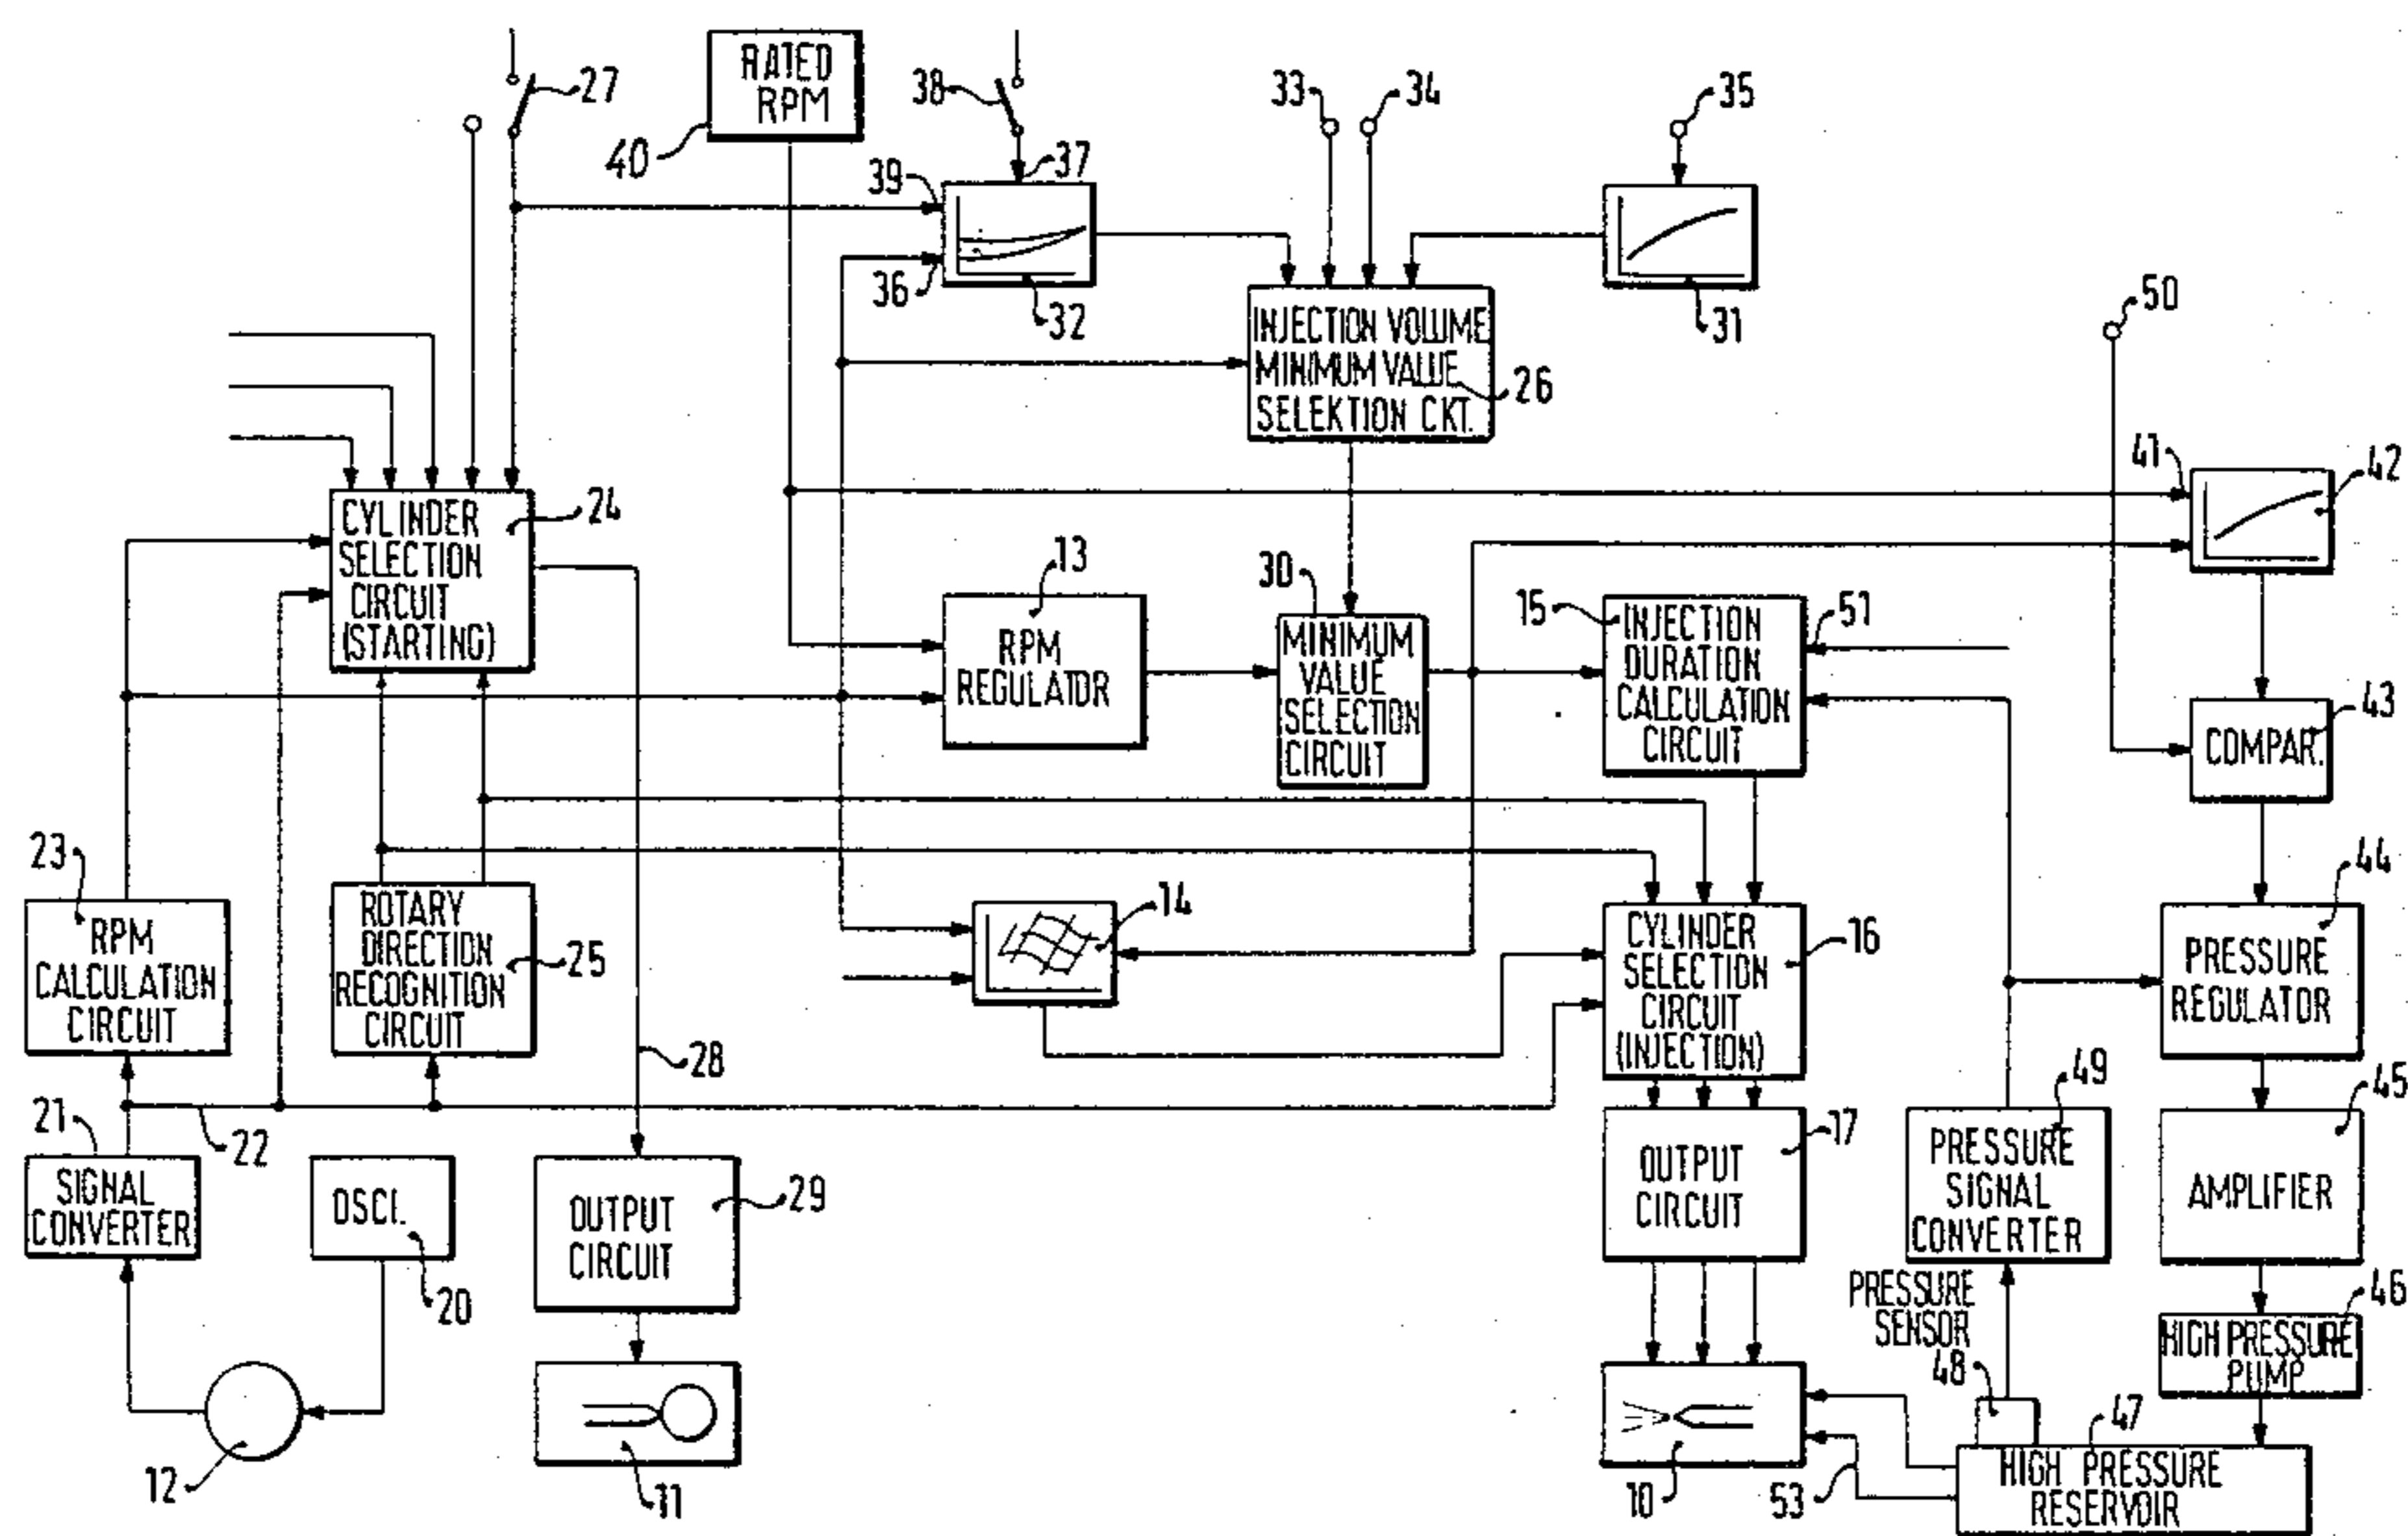 27
RATED
RPM
40
38
37
39
36
32
33
34
35
31
INJECTION VOLUME
MINIMUM VALUE
SELEKTION CKT.
26
50
41
42
CYLINDER
SELECTION
CIRCUIT
(STARTING)
24
13
RPM
REGULATOR
30
MINIMUM
VALUE
SELECTION
CIRCUIT
15
INJECTION
DURATION
CALCULATION
CIRCUIT
51
COMPAR.
43
23
RPM
CALCULATION
CIRCUIT
ROTARY
DIRECTION
RECOGNITION
CIRCUIT
25
14
CYLINDER
SELECTION
CIRCUIT
(INJECTION)
16
PRESSURE
REGULATOR
44
28
21
22
SIGNAL
CONVERTER
OSCI.
20
OUTPUT
CIRCUIT
29
OUTPUT
CIRCUIT
17
49
PRESSURE
SIGNAL
CONVERTER
45
AMPLIFIER
PRESSURE
SENSOR
48
46
HIGH PRESSURE
PUMP
12
11
10
53
47
HIGH PRESSURE
RESERVOIR